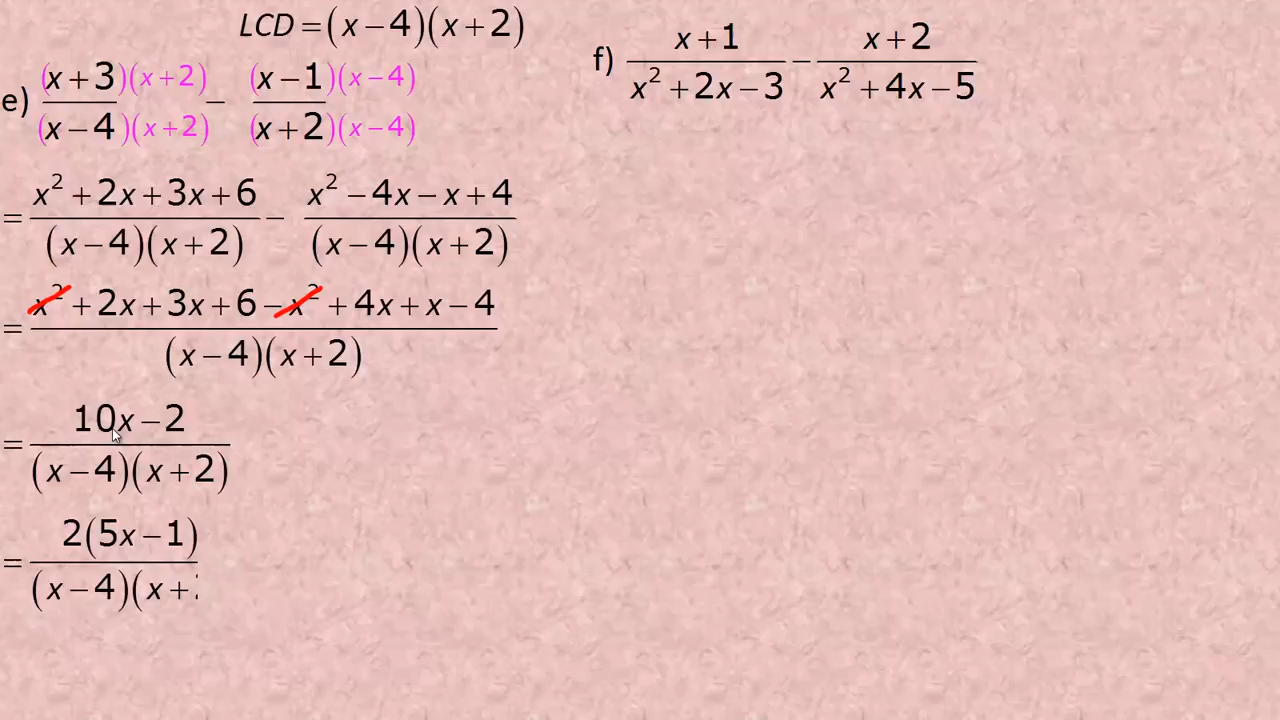 LCD = (x − 4)(x + 2)
e) (x + 3)(x + 2) / (x − 4)(x + 2) − (x − 1)(x − 4) / (x + 2)(x − 4)
= x² + 2x + 3x + 6 / (x − 4)(x + 2) − x² − 4x − x + 4 / (x − 4)(x + 2)
= x² + 2x + 3x + 6 − x² + 4x + x − 4 / (x − 4)(x + 2)
= 10x − 2 / (x − 4)(x + 2)
= 2(5x − 1) / (x − 4)(x +
f) x + 1 / x² + 2x − 3 − x + 2 / x² + 4x − 5